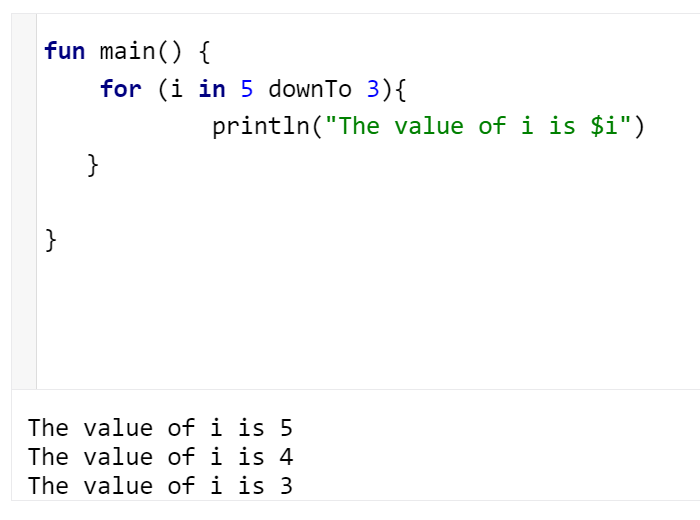 fun main() {
    for (i in 5 downTo 3){
            println("The value of i is $i")
   }
}
The value of i is 5
The value of i is 4
The value of i is 3